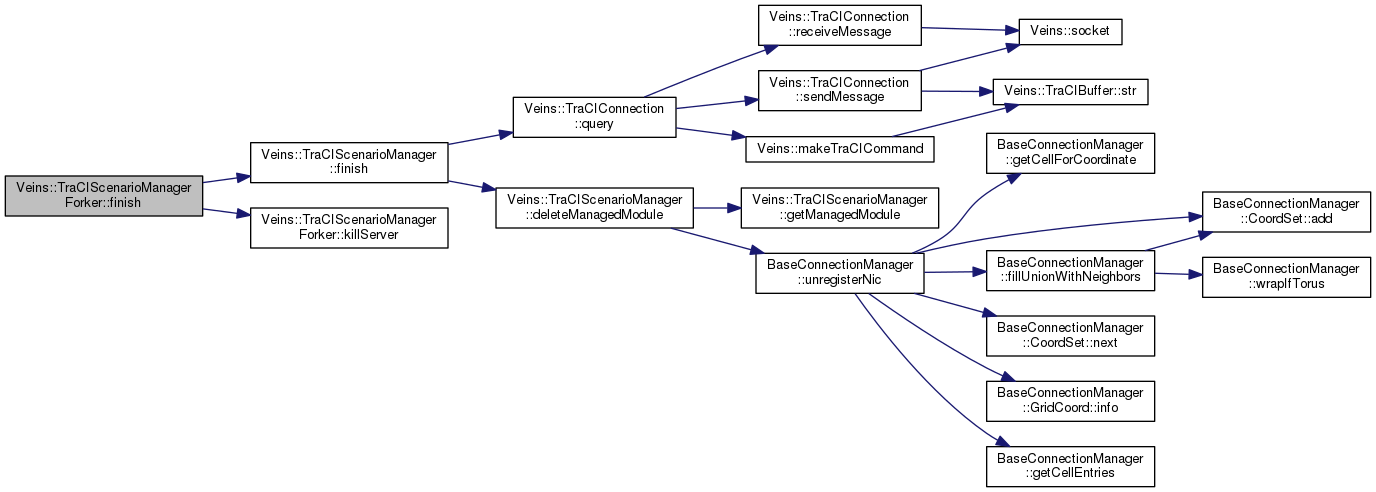 Veins::TraCIScenarioManager
Forker::finish
Veins::TraCIScenarioManager
::finish
Veins::TraCIScenarioManager
Forker::killServer
Veins::TraCIConnection
::query
Veins::TraCIScenarioManager
::deleteManagedModule
Veins::TraCIConnection
::receiveMessage
Veins::TraCIConnection
::sendMessage
Veins::makeTraCICommand
Veins::TraCIScenarioManager
::getManagedModule
BaseConnectionManager
::unregisterNic
Veins::socket
Veins::TraCIBuffer::str
BaseConnectionManager
::getCellForCoordinate
BaseConnectionManager
::fillUnionWithNeighbors
BaseConnectionManager
::CoordSet::next
BaseConnectionManager
::GridCoord::info
BaseConnectionManager
::getCellEntries
BaseConnectionManager
::CoordSet::add
BaseConnectionManager
::wrapIfTorus